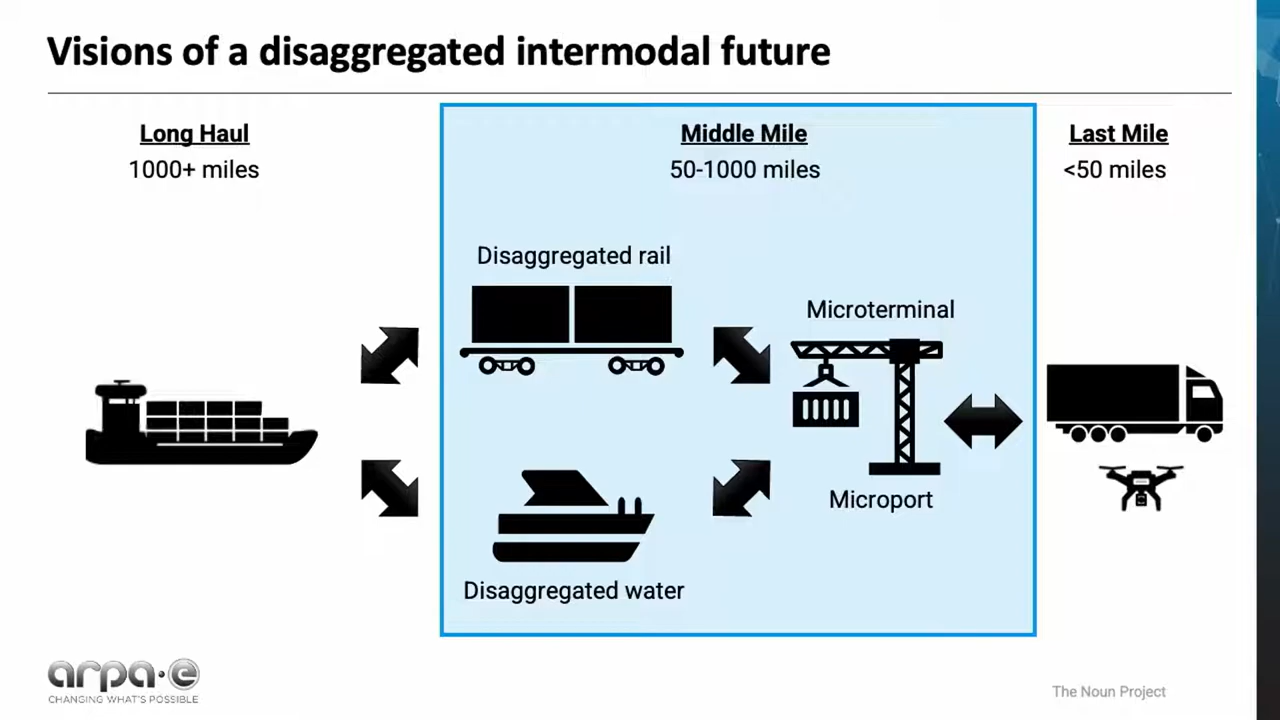 Visions of a disaggregated intermodal future
Long Haul
1000+ miles
Middle Mile
50-1000 miles
Last Mile
<50 miles
Disaggregated rail
Microterminal
Microport
Disaggregated water
arpa·e
CHANGING WHAT'S POSSIBLE
The Noun Project